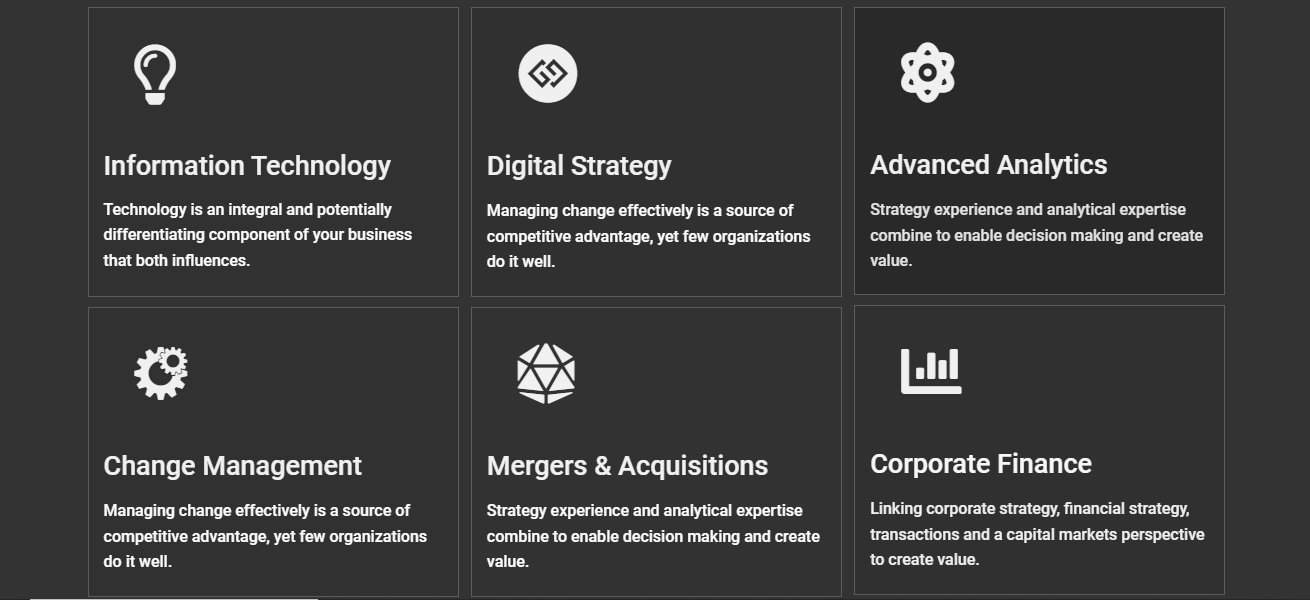 Information Technology
Technology is an integral and potentially
differentiating component of your business
that both influences.
Digital Strategy
Managing change effectively is a source of
competitive advantage, yet few organizations
do it well.
Advanced Analytics
Strategy experience and analytical expertise
combine to enable decision making and create
value.
Change Management
Managing change effectively is a source of
competitive advantage, yet few organizations
do it well.
Mergers & Acquisitions
Strategy experience and analytical expertise
combine to enable decision making and create
value.
Corporate Finance
Linking corporate strategy, financial strategy,
transactions and a capital markets perspective
to create value.